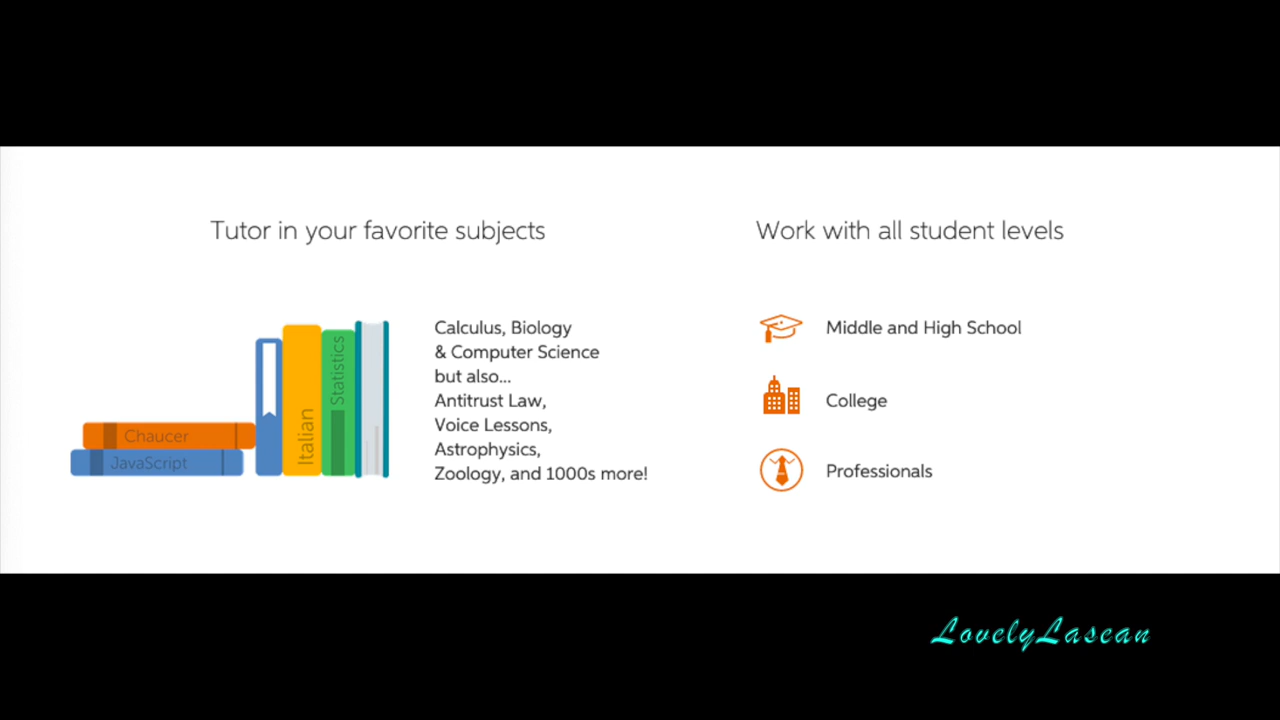 Tutor in your favorite subjects
Chaucer
JavaScript
Italian
Statistics
Calculus, Biology
& Computer Science
but also...
Antitrust Law,
Voice Lessons,
Astrophysics,
Zoology, and 1000s more!
Work with all student levels
Middle and High School
College
Professionals
LovelyLasean